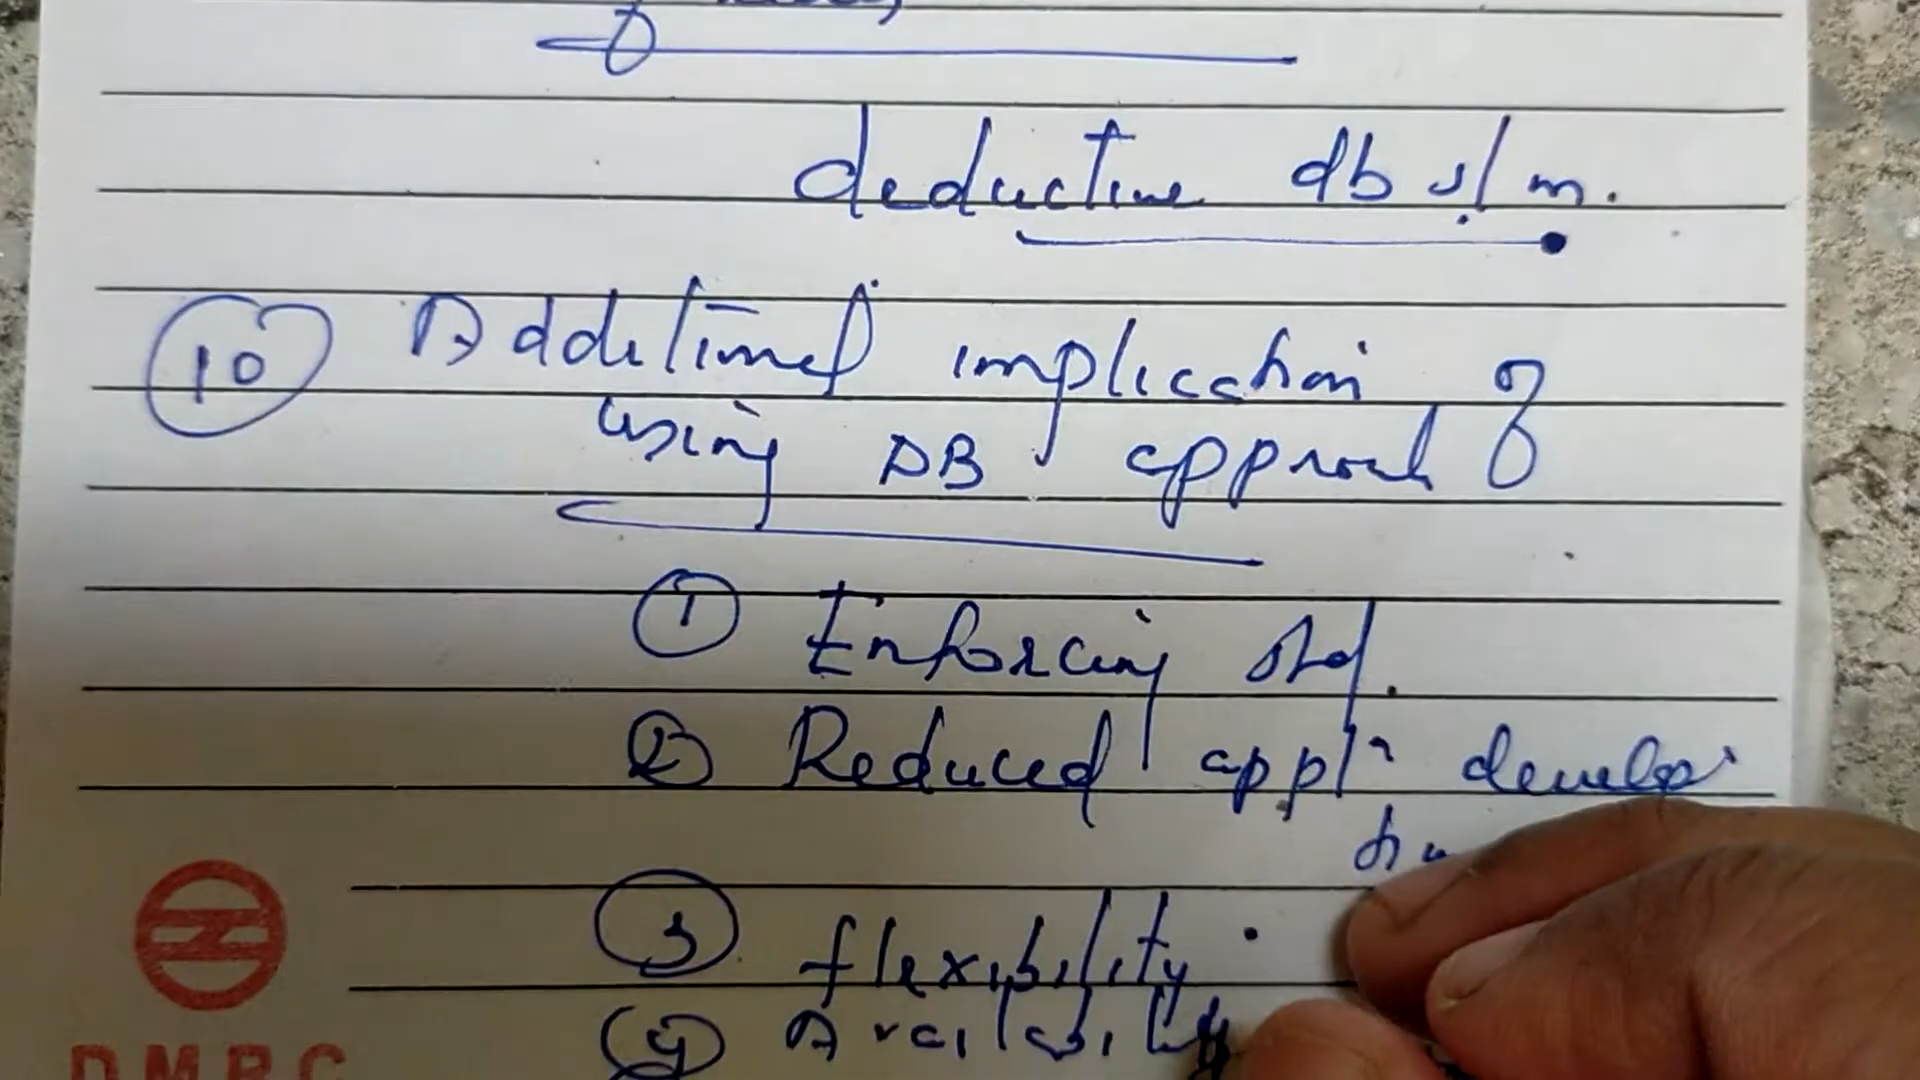 deductive db s/m.
10 Additional implication of
using DB approach
1 Enforcing std.
2 Reduced appln develop
3 flexibility.
4 Availability
DMRC